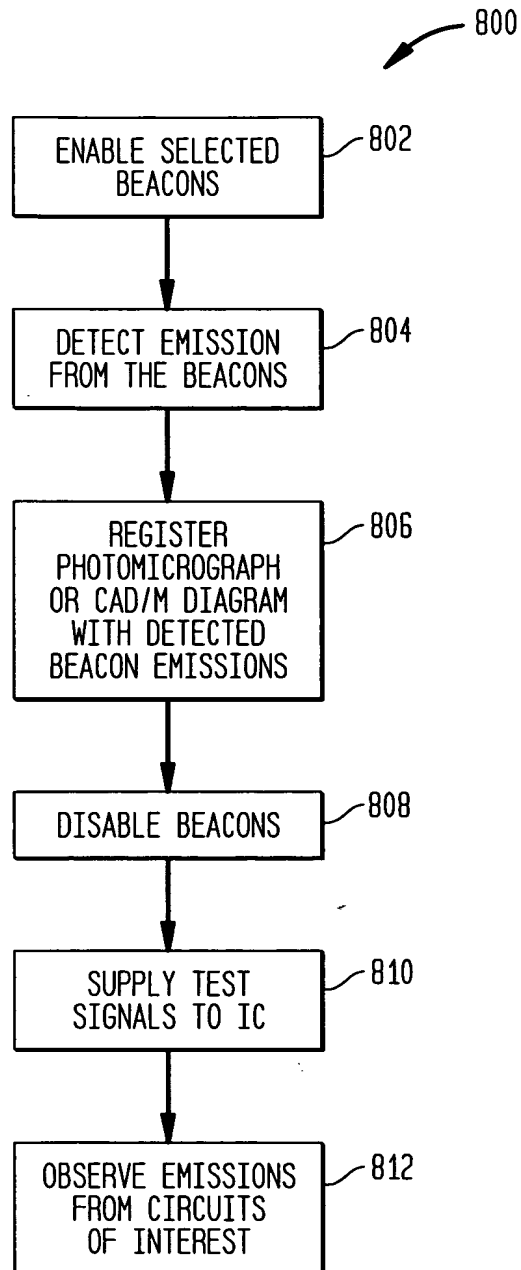 800
ENABLE SELECTED
BEACONS
802
DETECT EMISSION
FROM THE BEACONS
804
REGISTER
PHOTOMICROGRAPH
OR CAD/M DIAGRAM
WITH DETECTED
BEACON EMISSIONS
806
DISABLE BEACONS
808
SUPPLY TEST
SIGNALS TO IC
810
OBSERVE EMISSIONS
FROM CIRCUITS
OF INTEREST
812